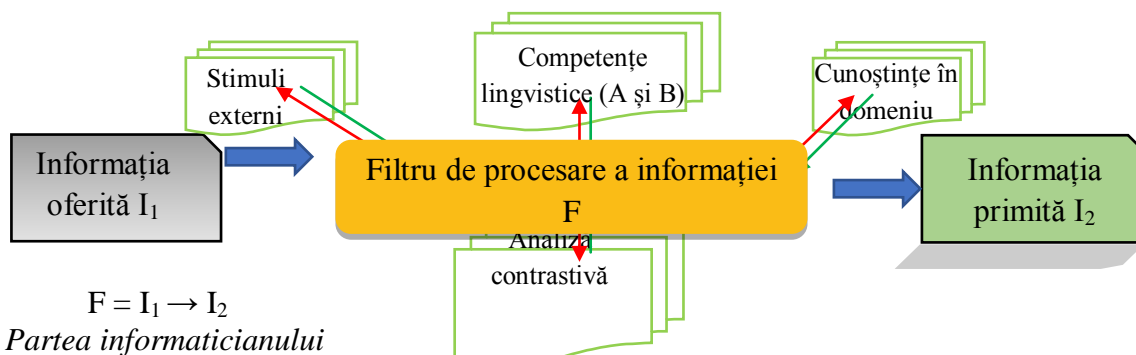 Stimuli
externi
Competențe
lingvistice (A și B)
Cunoștințe în
domeniu
Informația
oferită I₁
Filtru de procesare a informației
F
Informația
primită I₂
Analiza
contrastivă
F = I₁ → I₂
Partea informaticianului